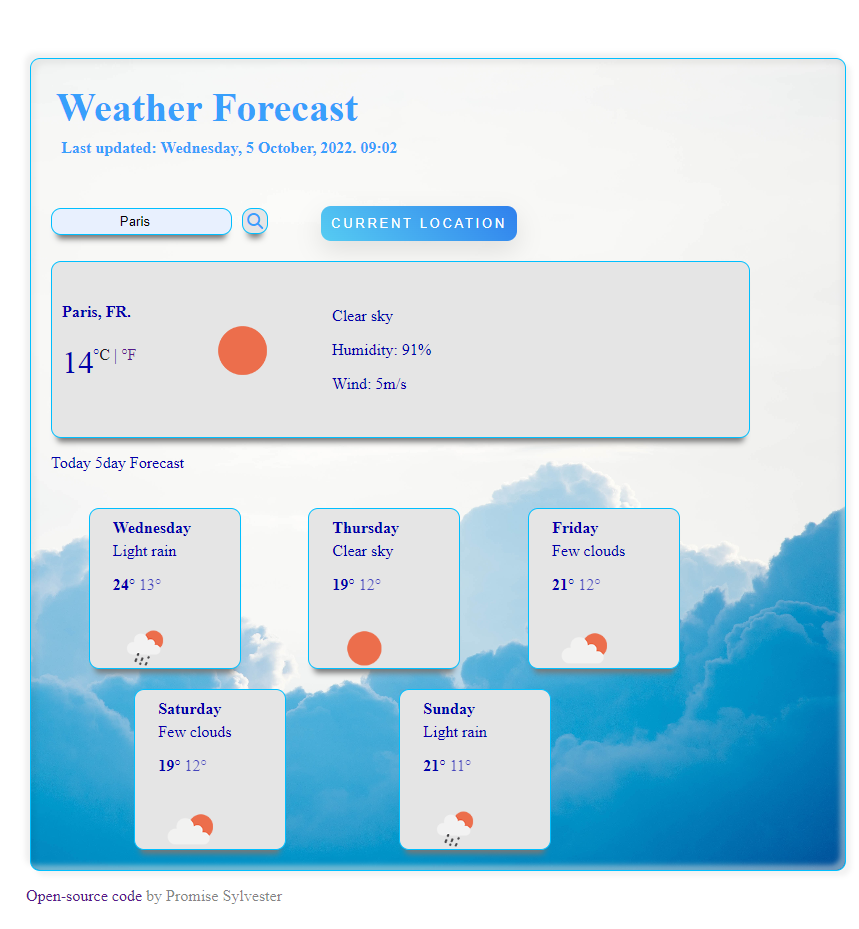 Weather Forecast
Last updated: Wednesday, 5 October, 2022. 09:02
Paris
CURRENT LOCATION
Paris, FR.
14°C | °F
Clear sky
Humidity: 91%
Wind: 5m/s
Today 5day Forecast
Wednesday
Light rain
24° 13°
Thursday
Clear sky
19° 12°
Friday
Few clouds
21° 12°
Saturday
Few clouds
19° 12°
Sunday
Light rain
21° 11°
Open-source code by Promise Sylvester